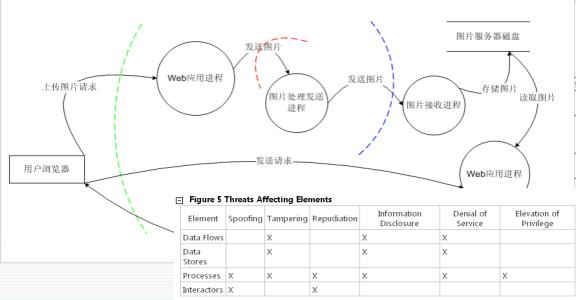 发送图片
图片服务器磁盘
Web应用进程
上传图片请求
图片处理发送
进程
发送图片
图片接收进程
存储图片
读取图片
用户浏览器
发送请求
Web应用进程
Figure 5 Threats Affecting Elements
Element Spoofing Tampering Repudiation Information Disclosure Denial of Service Elevation of Privilege
Data Flows X X X
Data Stores X X X
Processes X X X X X X
Interactors X X